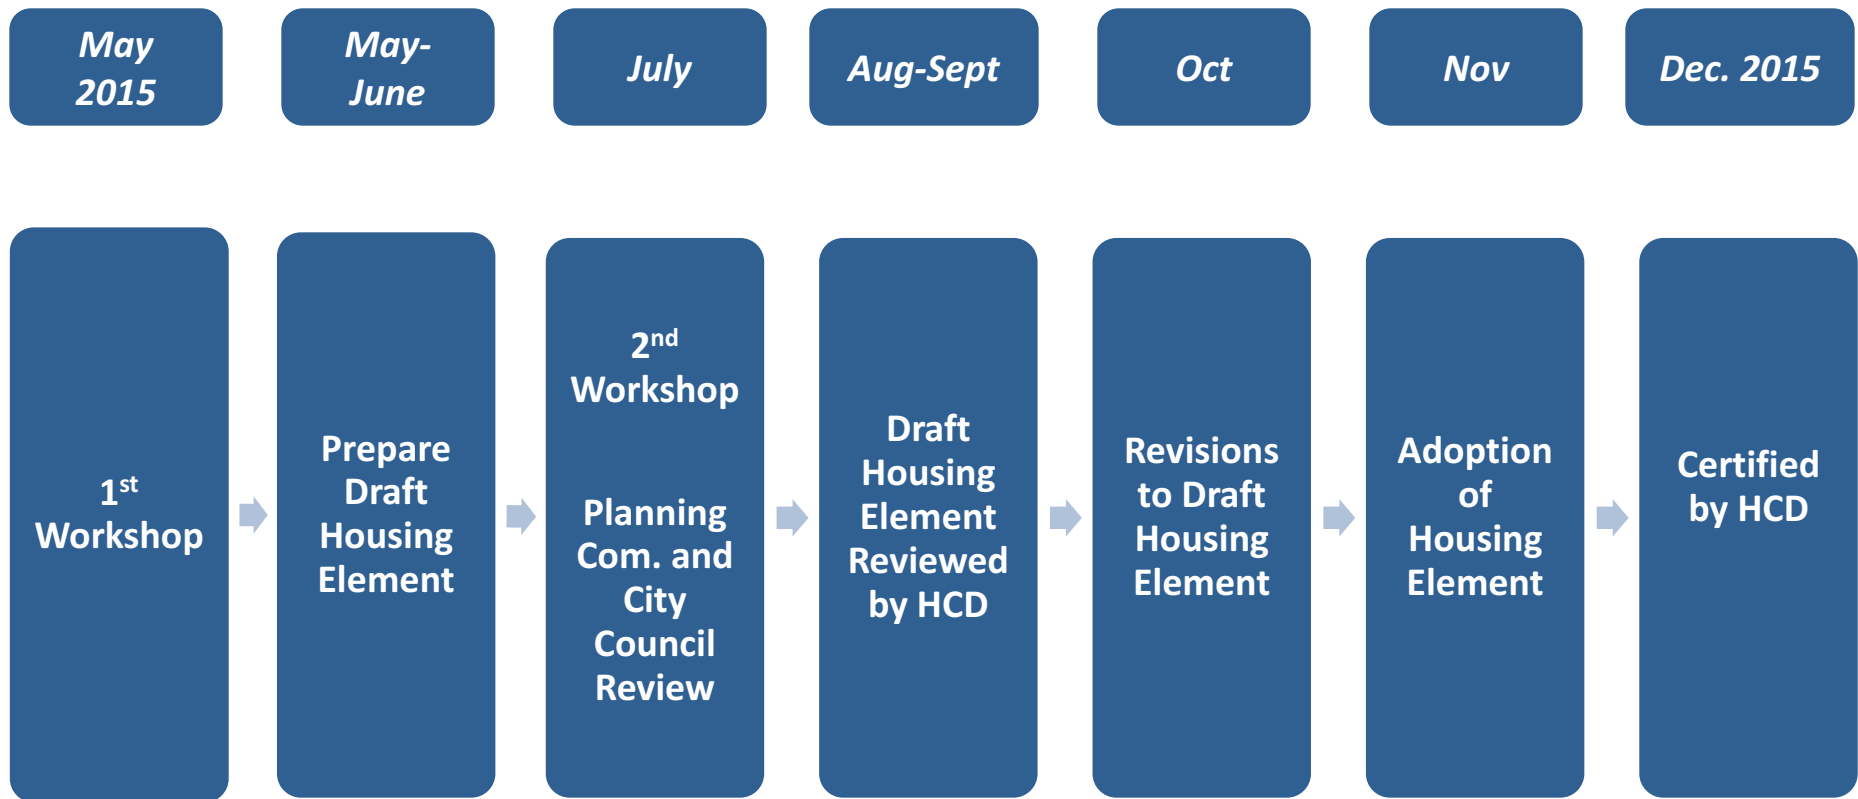 May
2015
May-
June
July
Aug-Sept
Oct
Nov
Dec. 2015
1st
Workshop
Prepare
Draft
Housing
Element
2nd
Workshop
Planning
Com. and
City
Council
Review
Draft
Housing
Element
Reviewed
by HCD
Revisions
to Draft
Housing
Element
Adoption
of
Housing
Element
Certified
by HCD